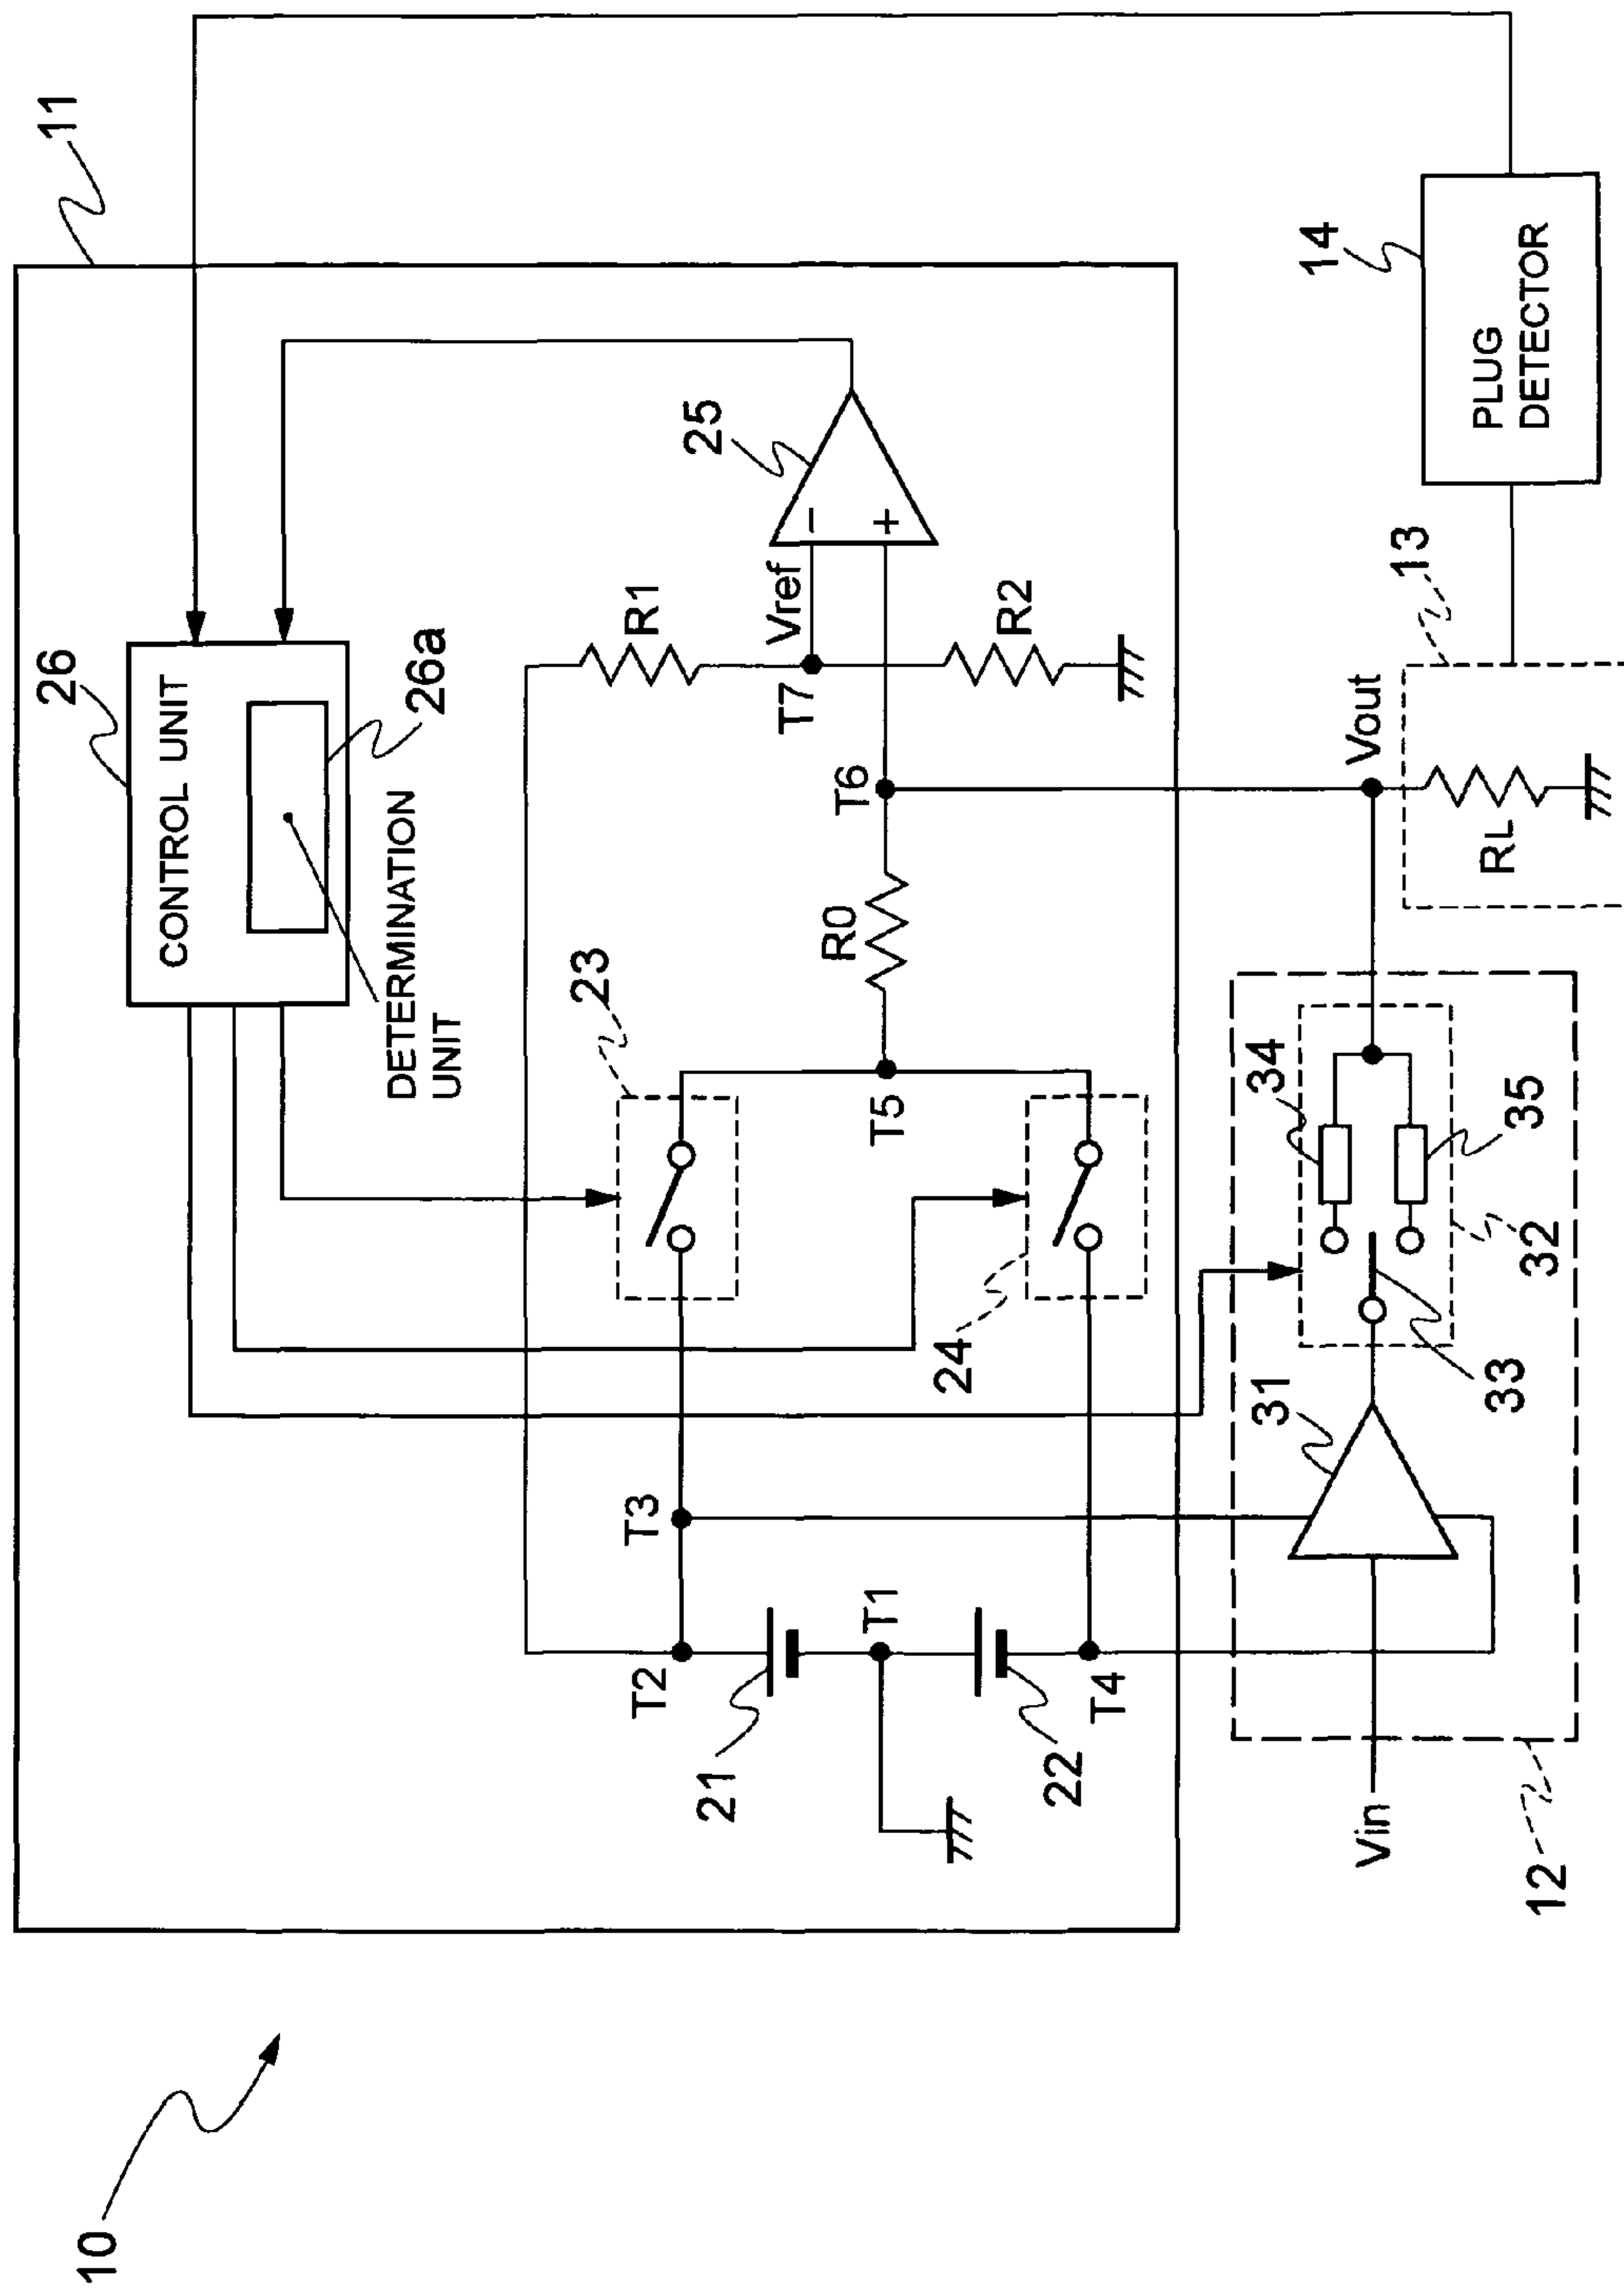 10
11
26
CONTROL UNIT
26a
DETERMINATION
UNIT
23
25
R1
Vref
T7
R2
T6
R0
T5
T3
T2
21
T1
22
T4
24
14
PLUG
DETECTOR
13
Vout
RL
34
35
32
33
31
Vin
12